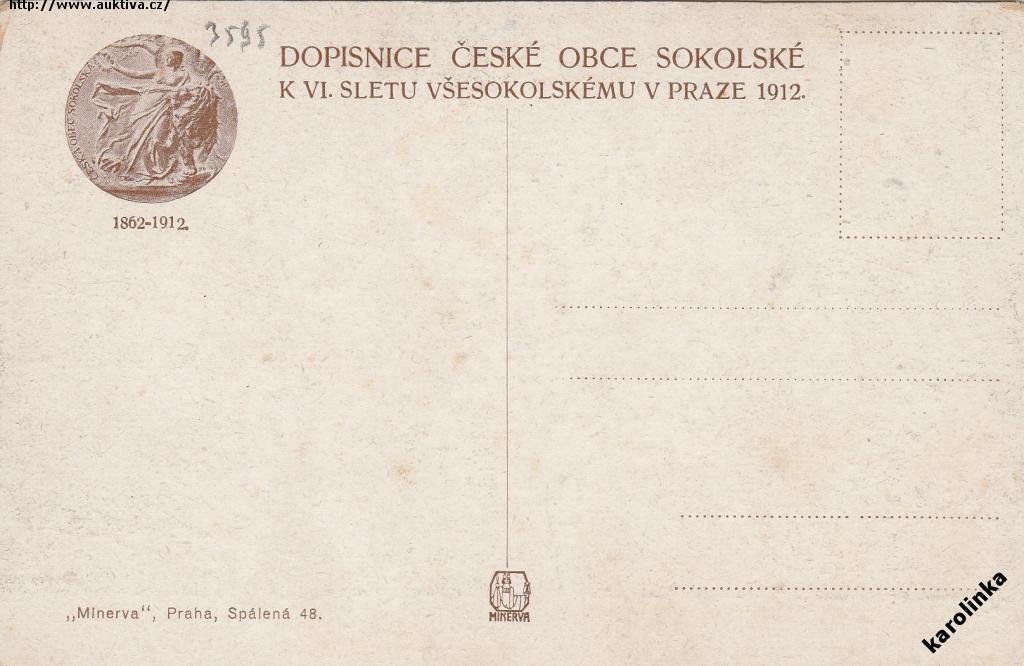 http://www.auktiva.cz/
3595
DOPISNICE ČESKÉ OBCE SOKOLSKÉ
K VI. SLETU VŠESOKOLSKÉMU V PRAZE 1912.
ČESKÁ OBEC SOKOLSKÁ
1862-1912.
„Minerva“, Praha, Spálená 48.
MINERVA
karolinka